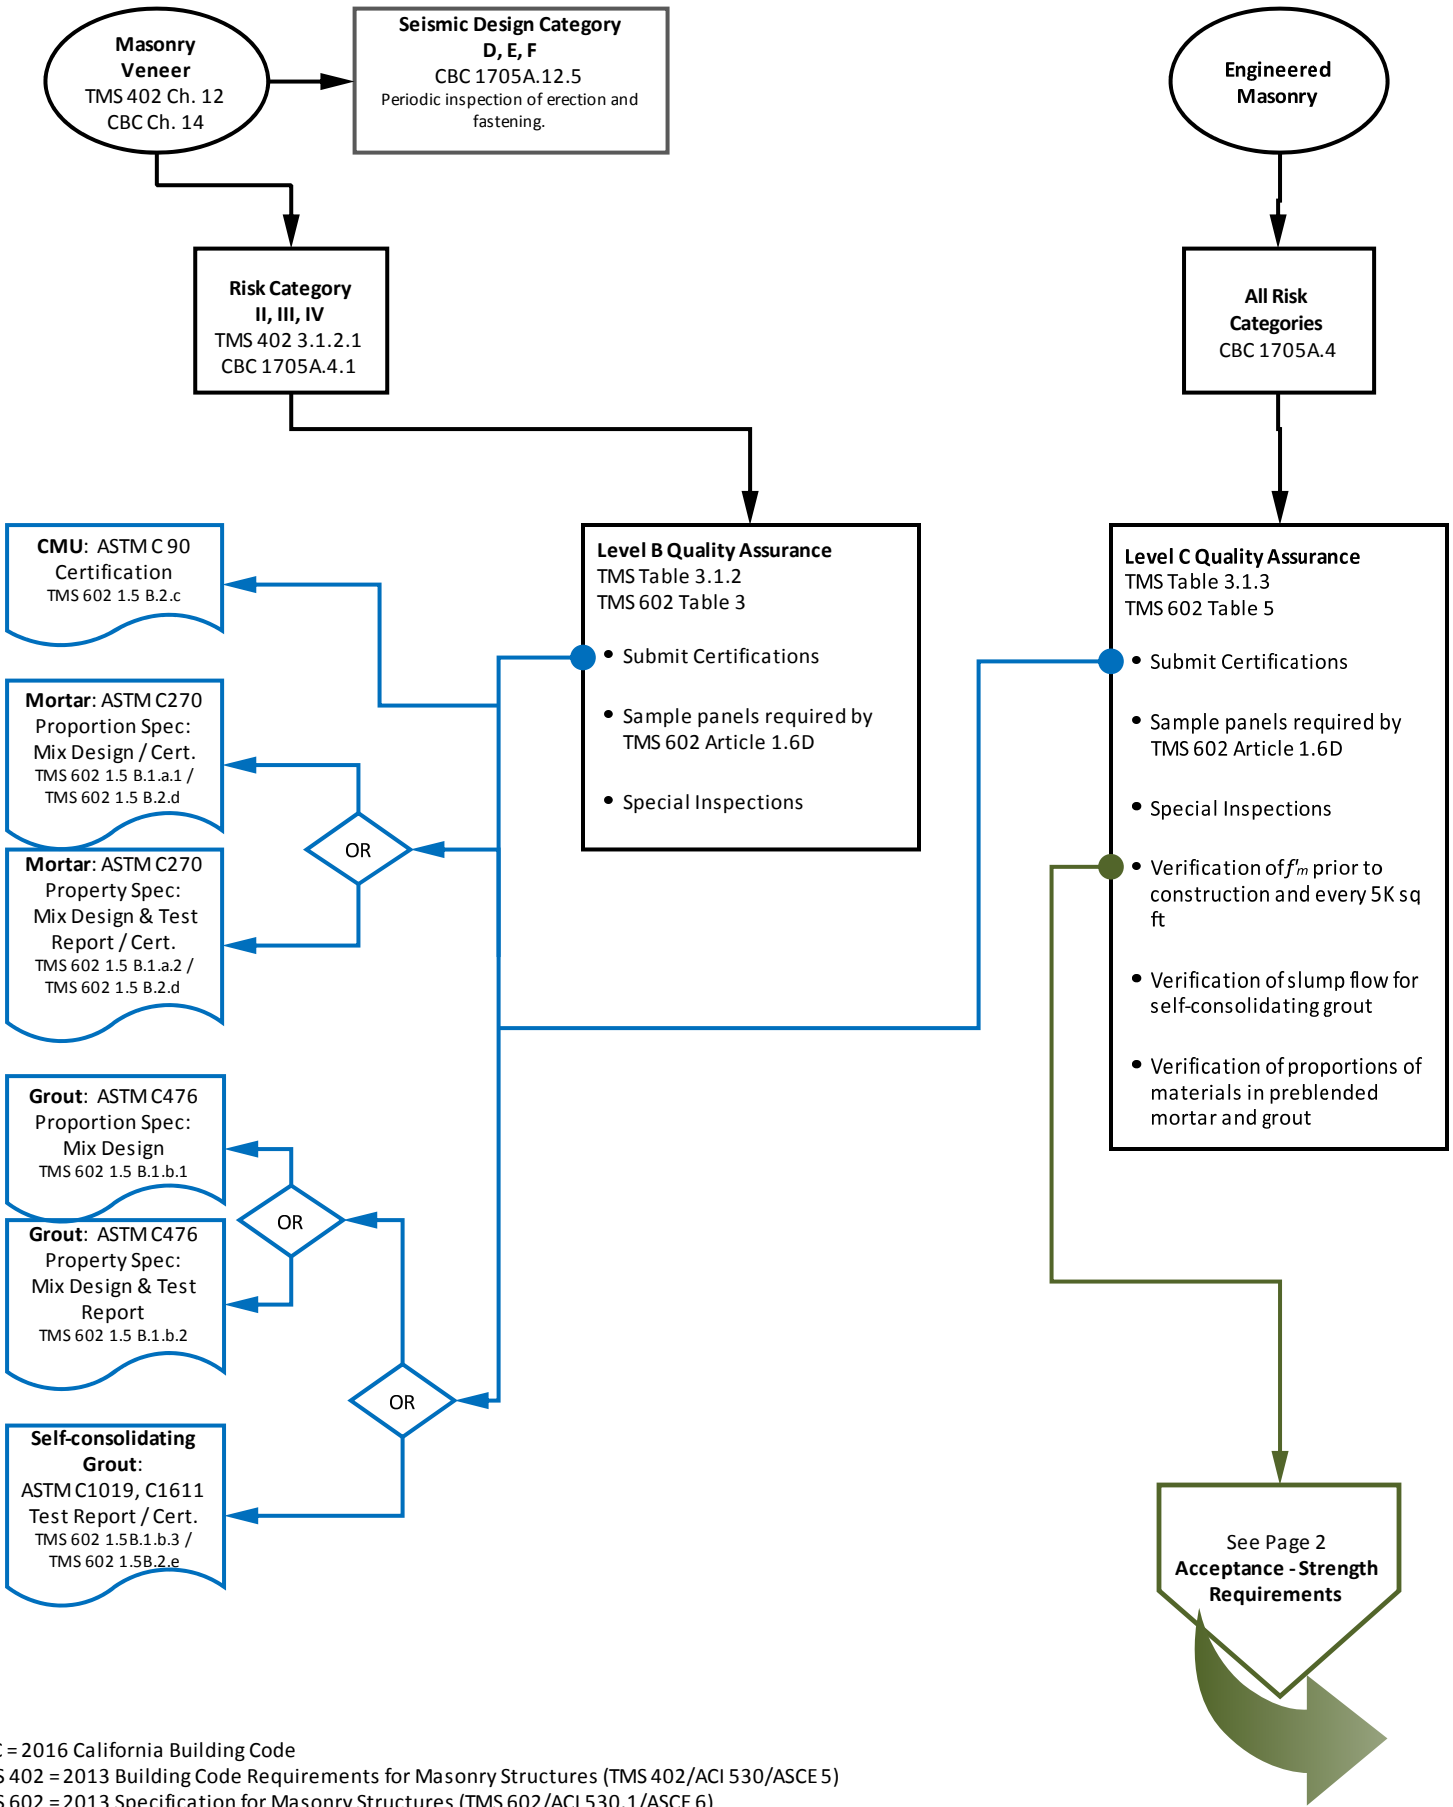 Masonry
Veneer
TMS 402 Ch. 12
CBC Ch. 14
Seismic Design Category
D, E, F
CBC 1705A.12.5
Periodic inspection of erection and
fastening.
Engineered
Masonry
Risk Category
II, III, IV
TMS 402 3.1.2.1
CBC 1705A.4.1
All Risk
Categories
CBC 1705A.4
CMU: ASTM C 90
Certification
TMS 602 1.5 B.2.c
Mortar: ASTM C270
Proportion Spec:
Mix Design / Cert.
TMS 602 1.5 B.1.a.1 /
TMS 602 1.5 B.2.d
Mortar: ASTM C270
Property Spec:
Mix Design & Test
Report / Cert.
TMS 602 1.5 B.1.a.2 /
TMS 602 1.5 B.2.d
OR
Grout: ASTM C476
Proportion Spec:
Mix Design
TMS 602 1.5 B.1.b.1
Grout: ASTM C476
Property Spec:
Mix Design & Test
Report
TMS 602 1.5 B.1.b.2
OR
OR
Self-consolidating
Grout:
ASTM C1019, C1611
Test Report / Cert.
TMS 602 1.5B.1.b.3 /
TMS 602 1.5B.2.e
Level B Quality Assurance
TMS Table 3.1.2
TMS 602 Table 3
• Submit Certifications
• Sample panels required by
TMS 602 Article 1.6D
• Special Inspections
Level C Quality Assurance
TMS Table 3.1.3
TMS 602 Table 5
• Submit Certifications
• Sample panels required by
TMS 602 Article 1.6D
• Special Inspections
• Verification of f'm prior to
construction and every 5K sq
ft
• Verification of slump flow for
self-consolidating grout
• Verification of proportions of
materials in preblended
mortar and grout
See Page 2
Acceptance - Strength
Requirements
= 2016 California Building Code
402 = 2013 Building Code Requirements for Masonry Structures (TMS 402/ACI 530/ASCE 5)
602 = 2013 Specification for Masonry Structures (TMS 602/ACI 530.1/ASCE 6)